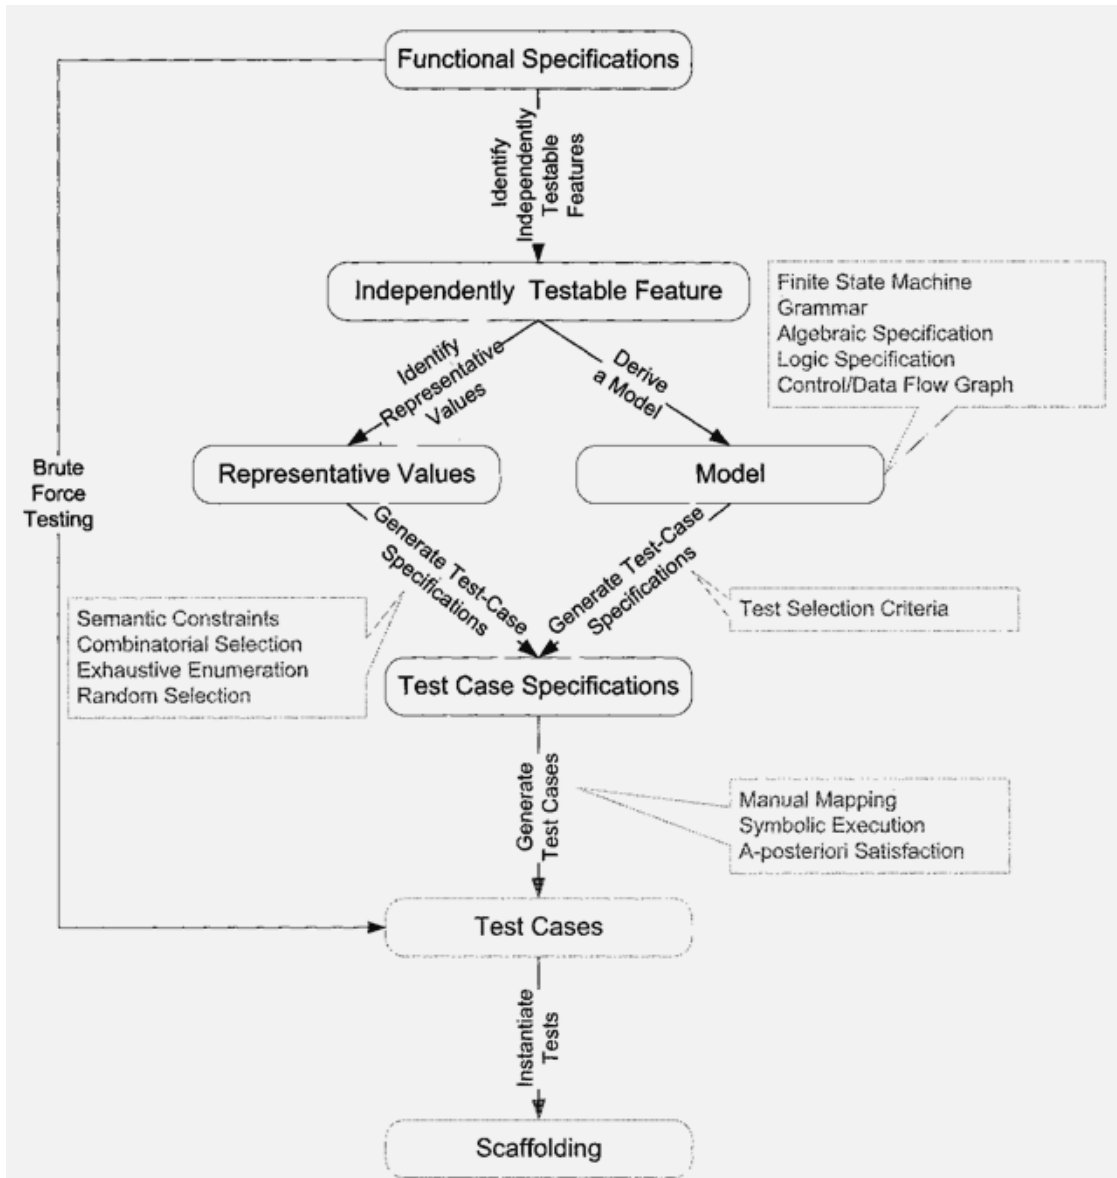 Functional Specifications
Identify
Independently
Testable
Features
Independently Testable Feature
Finite State Machine
Grammar
Algebraic Specification
Logic Specification
Control/Data Flow Graph
Identify
Representative
Values
Derive
a Model
Representative Values
Model
Brute
Force
Testing
Generate Test-Case
Specifications
Generate Test-Case
Specifications
Semantic Constraints
Combinatorial Selection
Exhaustive Enumeration
Random Selection
Test Selection Criteria
Test Case Specifications
Generate
Test Cases
Manual Mapping
Symbolic Execution
A-posteriori Satisfaction
Test Cases
Instantiate
Tests
Scaffolding